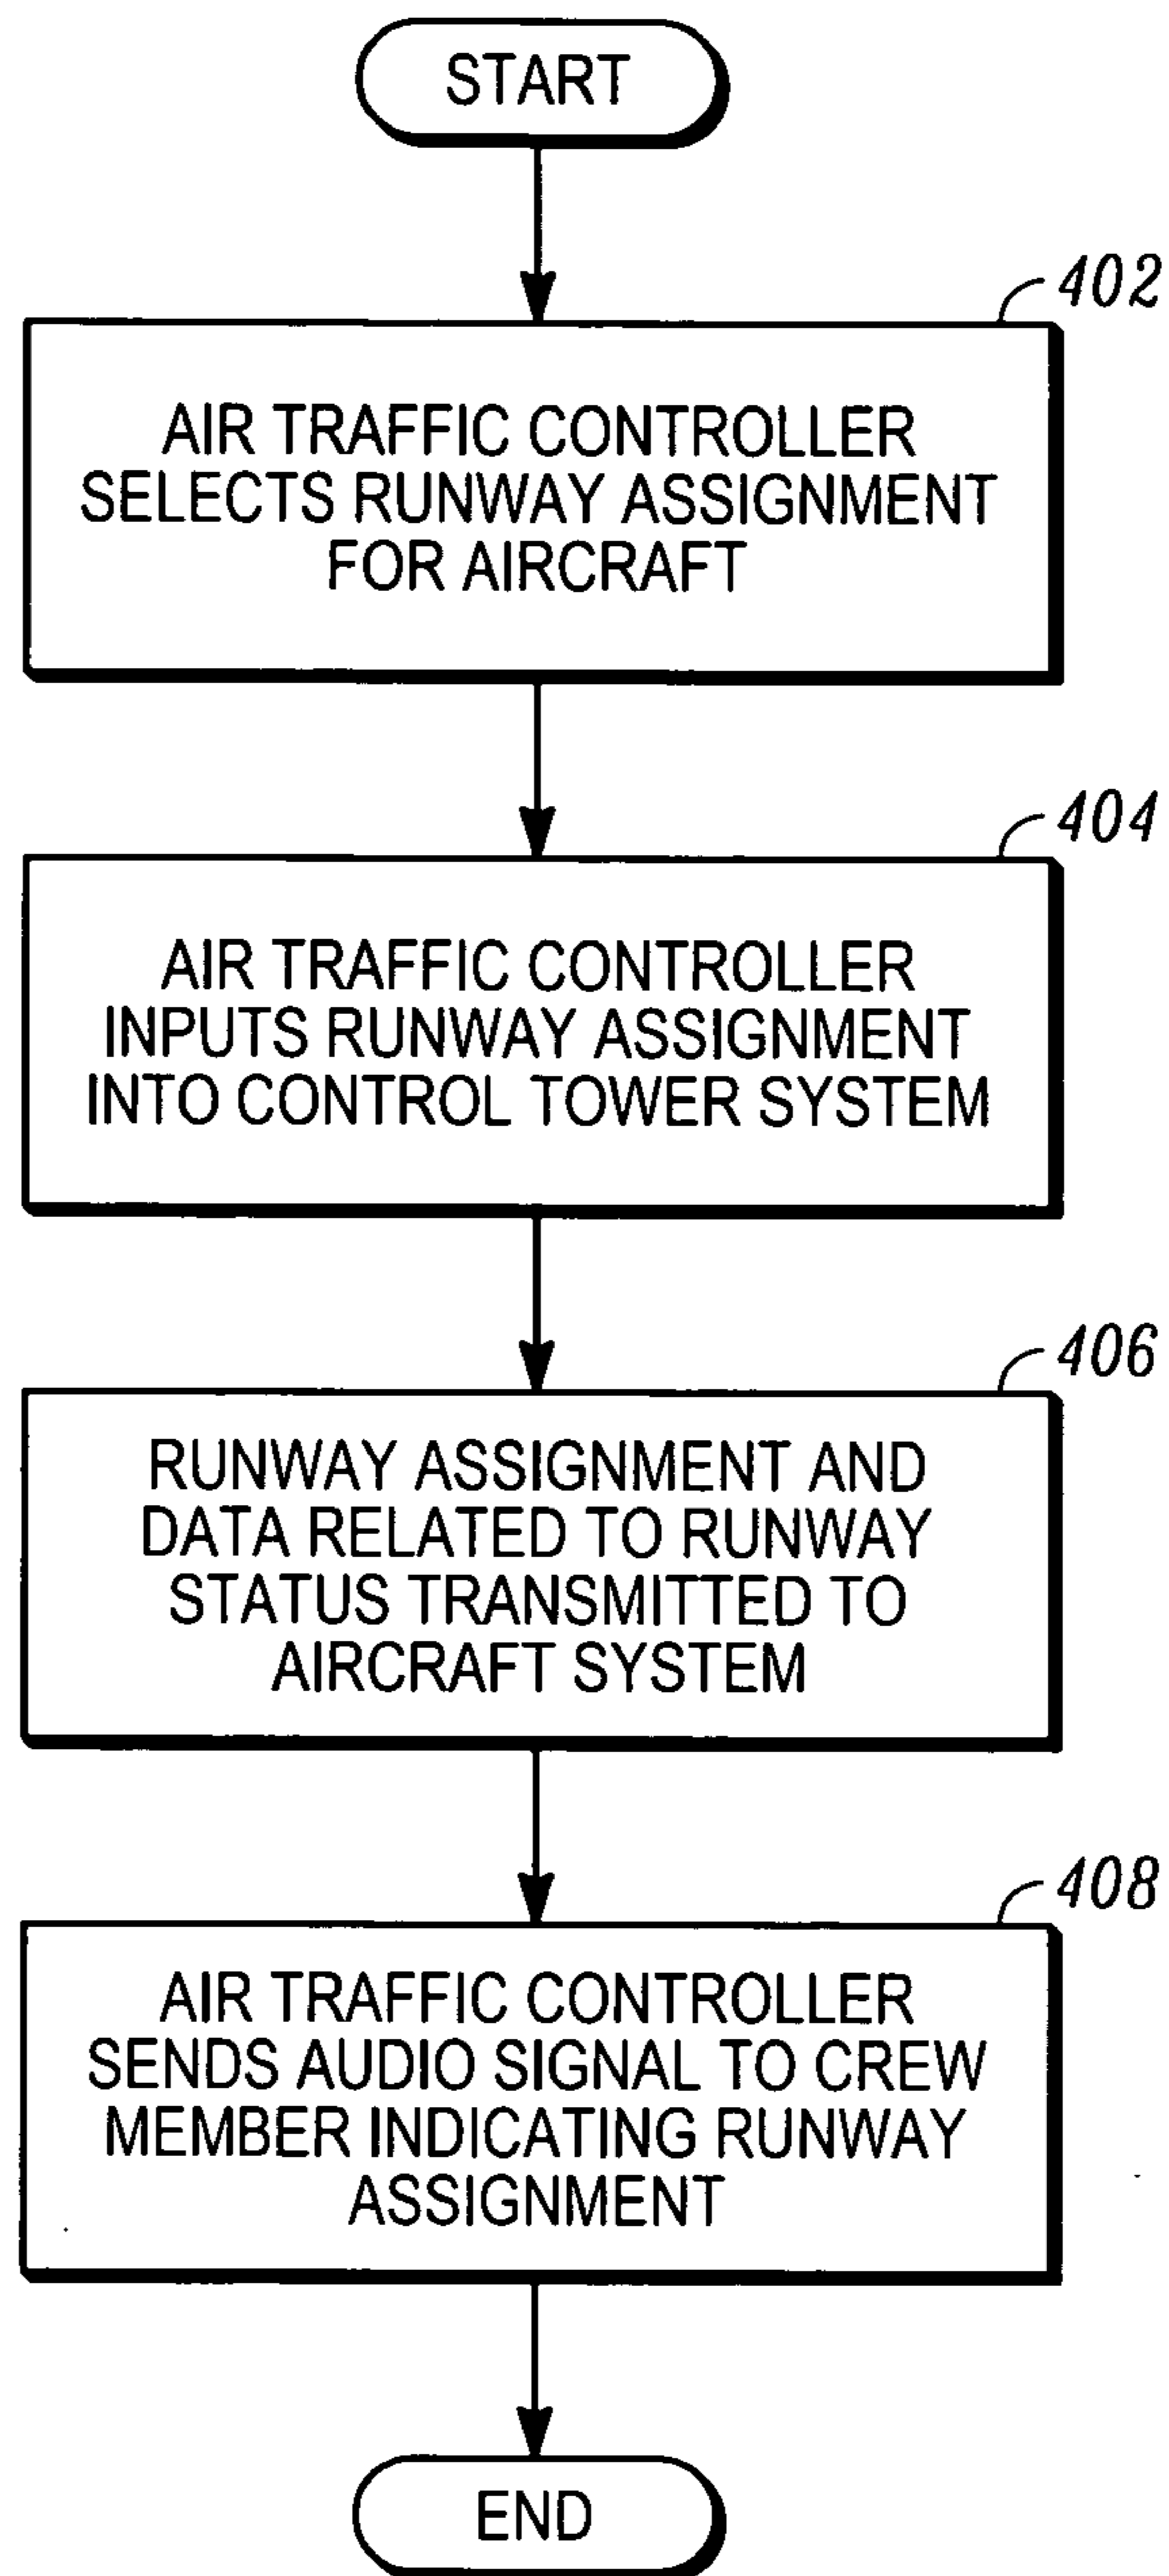 START
402
AIR TRAFFIC CONTROLLER
SELECTS RUNWAY ASSIGNMENT
FOR AIRCRAFT
404
AIR TRAFFIC CONTROLLER
INPUTS RUNWAY ASSIGNMENT
INTO CONTROL TOWER SYSTEM
406
RUNWAY ASSIGNMENT AND
DATA RELATED TO RUNWAY
STATUS TRANSMITTED TO
AIRCRAFT SYSTEM
408
AIR TRAFFIC CONTROLLER
SENDS AUDIO SIGNAL TO CREW
MEMBER INDICATING RUNWAY
ASSIGNMENT
END